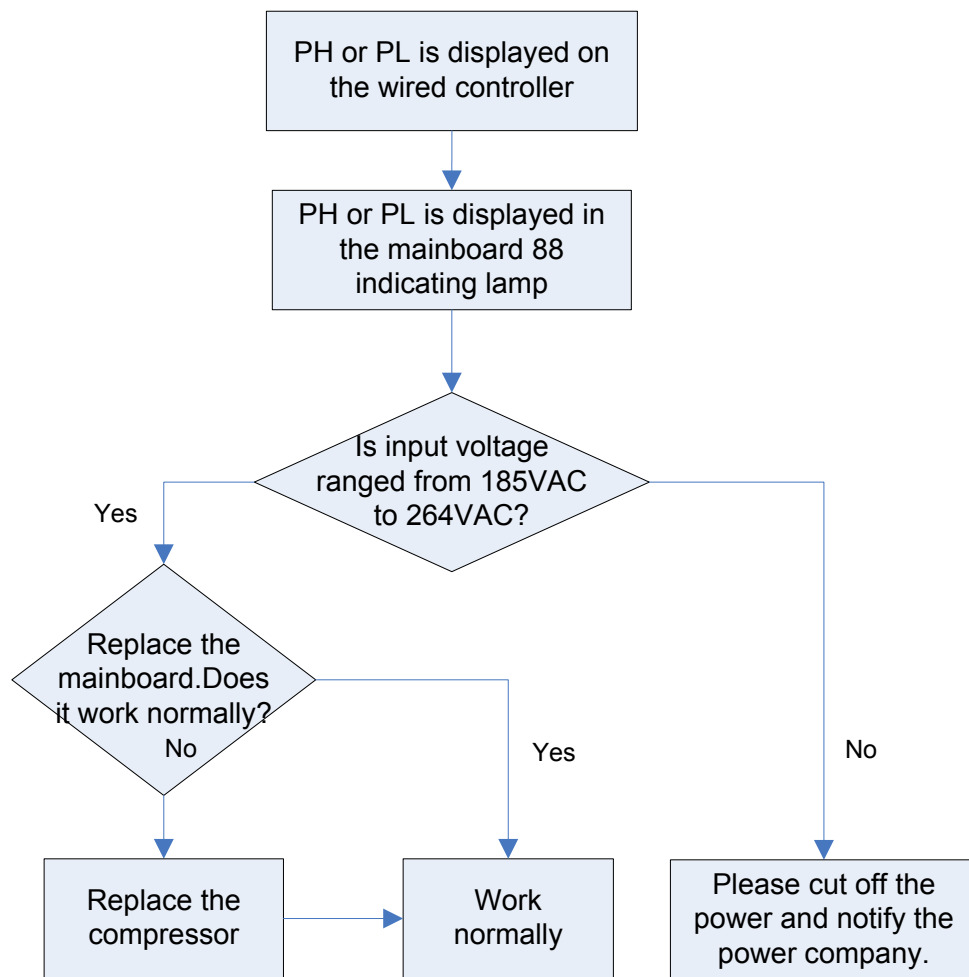 PH or PL is displayed on
the wired controller
PH or PL is displayed in
the mainboard 88
indicating lamp
Is input voltage
ranged from 185VAC
to 264VAC?
Yes
Replace the
mainboard.Does
it work normally?
No
Yes
No
Replace the
compressor
Work
normally
Please cut off the
power and notify the
power company.